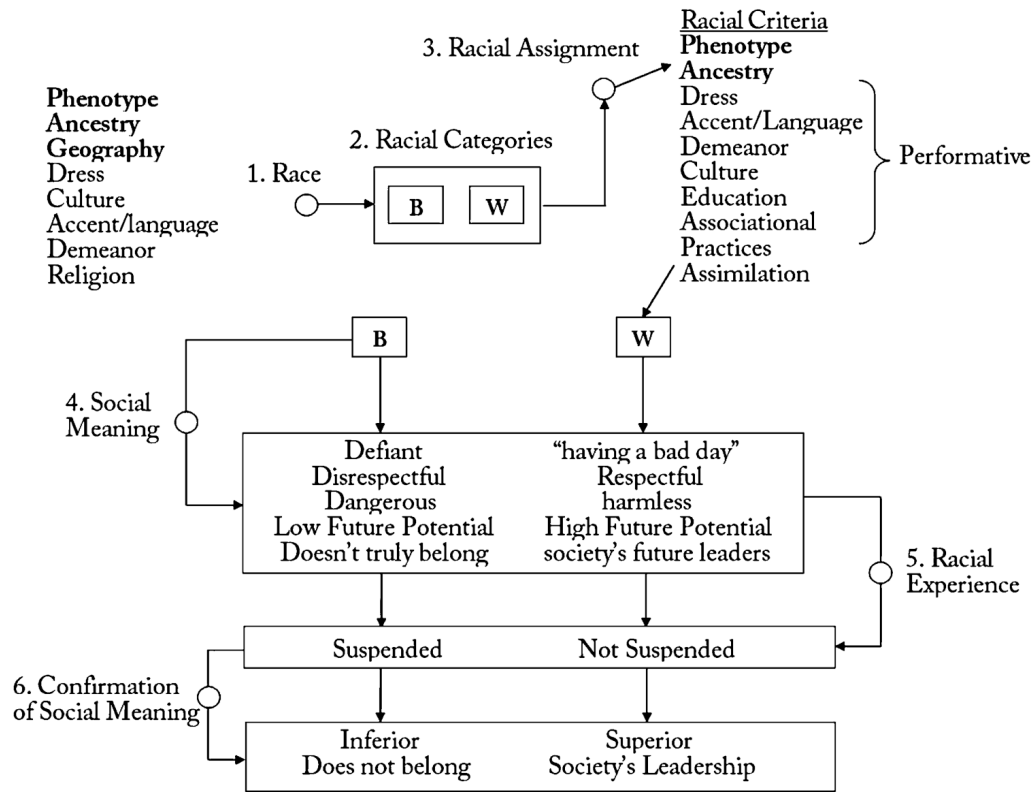 Phenotype
Ancestry
Geography
Dress
Culture
Accent/language
Demeanor
Religion
1. Race
2. Racial Categories
B
W
3. Racial Assignment
Racial Criteria
Phenotype
Ancestry
Dress
Accent/Language
Demeanor
Culture
Education
Associational
Practices
Assimilation
Performative
B
W
4. Social
Meaning
Defiant
Disrespectful
Dangerous
Low Future Potential
Doesn't truly belong
“having a bad day”
Respectful
harmless
High Future Potential
society's future leaders
5. Racial
Experience
Suspended
Not Suspended
6. Confirmation
of Social Meaning
Inferior
Does not belong
Superior
Society's Leadership